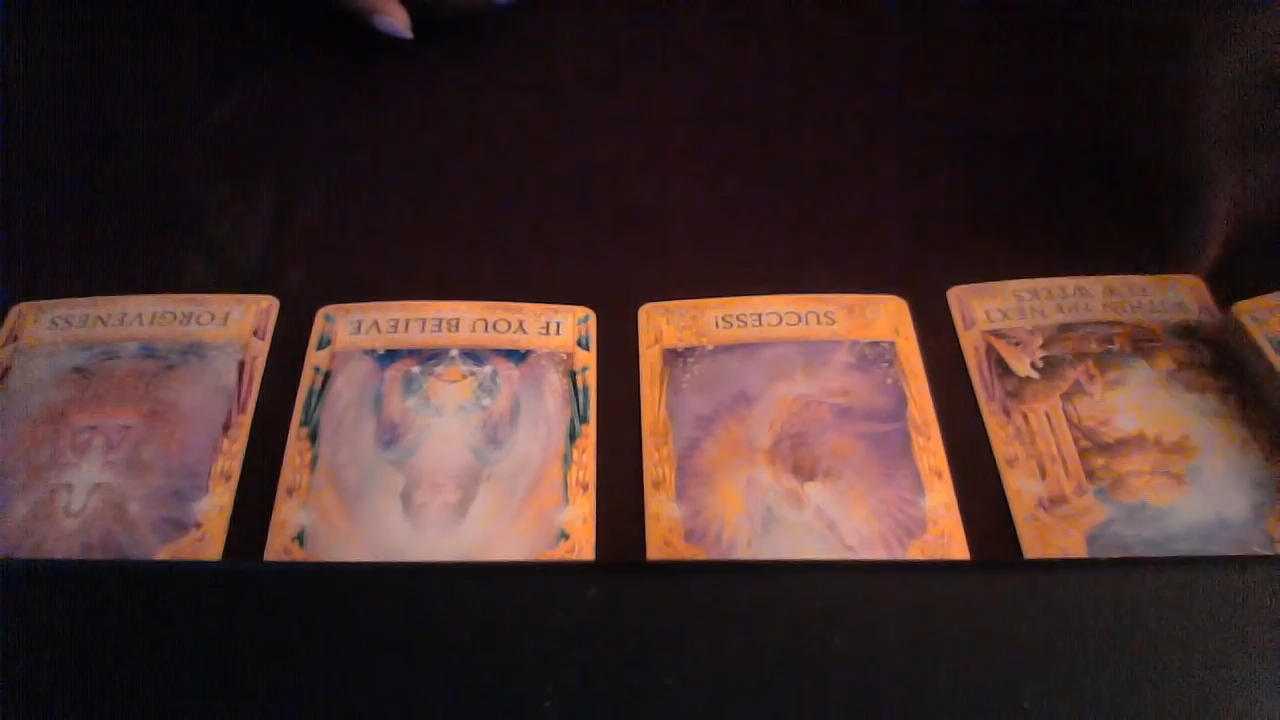 FORGIVENESS
IF YOU BELIEVE
SUCCESS!
WITHIN THE NEXT
FEW WEEKS